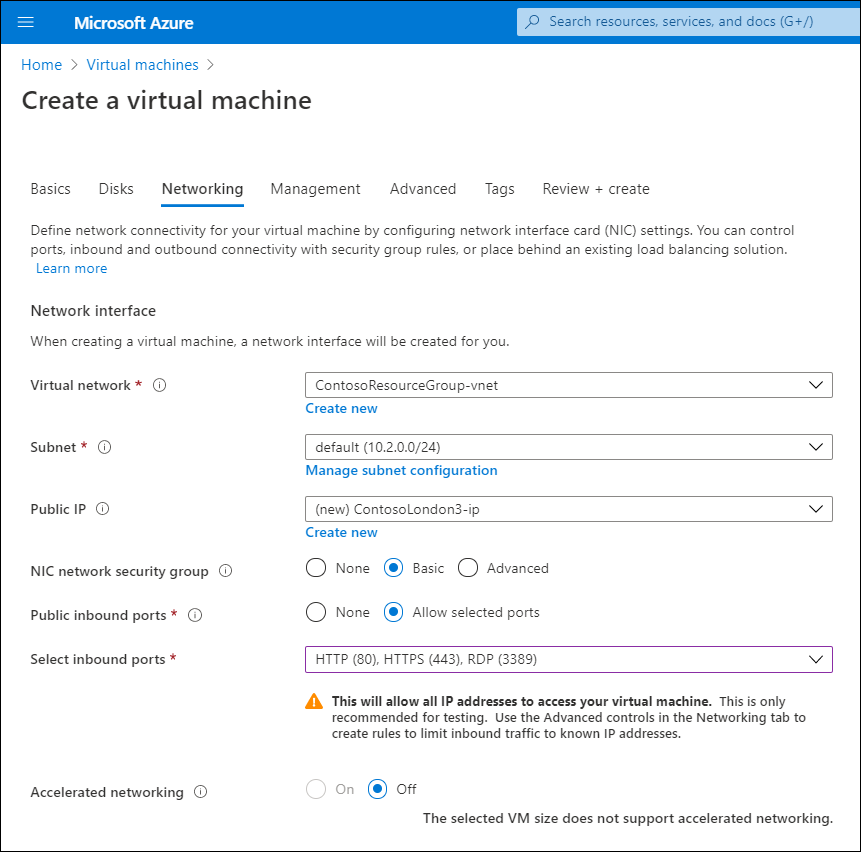 Microsoft Azure
Search resources, services, and docs (G+/)
Home > Virtual machines >
Create a virtual machine
Basics Disks Networking Management Advanced Tags Review + create
Define network connectivity for your virtual machine by configuring network interface card (NIC) settings. You can control
ports, inbound and outbound connectivity with security group rules, or place behind an existing load balancing solution.
Learn more
Network interface
When creating a virtual machine, a network interface will be created for you.
Virtual network *
ContosoResourceGroup-vnet
Create new
Subnet *
default (10.2.0.0/24)
Manage subnet configuration
Public IP
(new) ContosoLondon3-ip
Create new
NIC network security group
None Basic Advanced
Public inbound ports *
None Allow selected ports
Select inbound ports *
HTTP (80), HTTPS (443), RDP (3389)
This will allow all IP addresses to access your virtual machine. This is only
recommended for testing. Use the Advanced controls in the Networking tab to
create rules to limit inbound traffic to known IP addresses.
Accelerated networking
On Off
The selected VM size does not support accelerated networking.